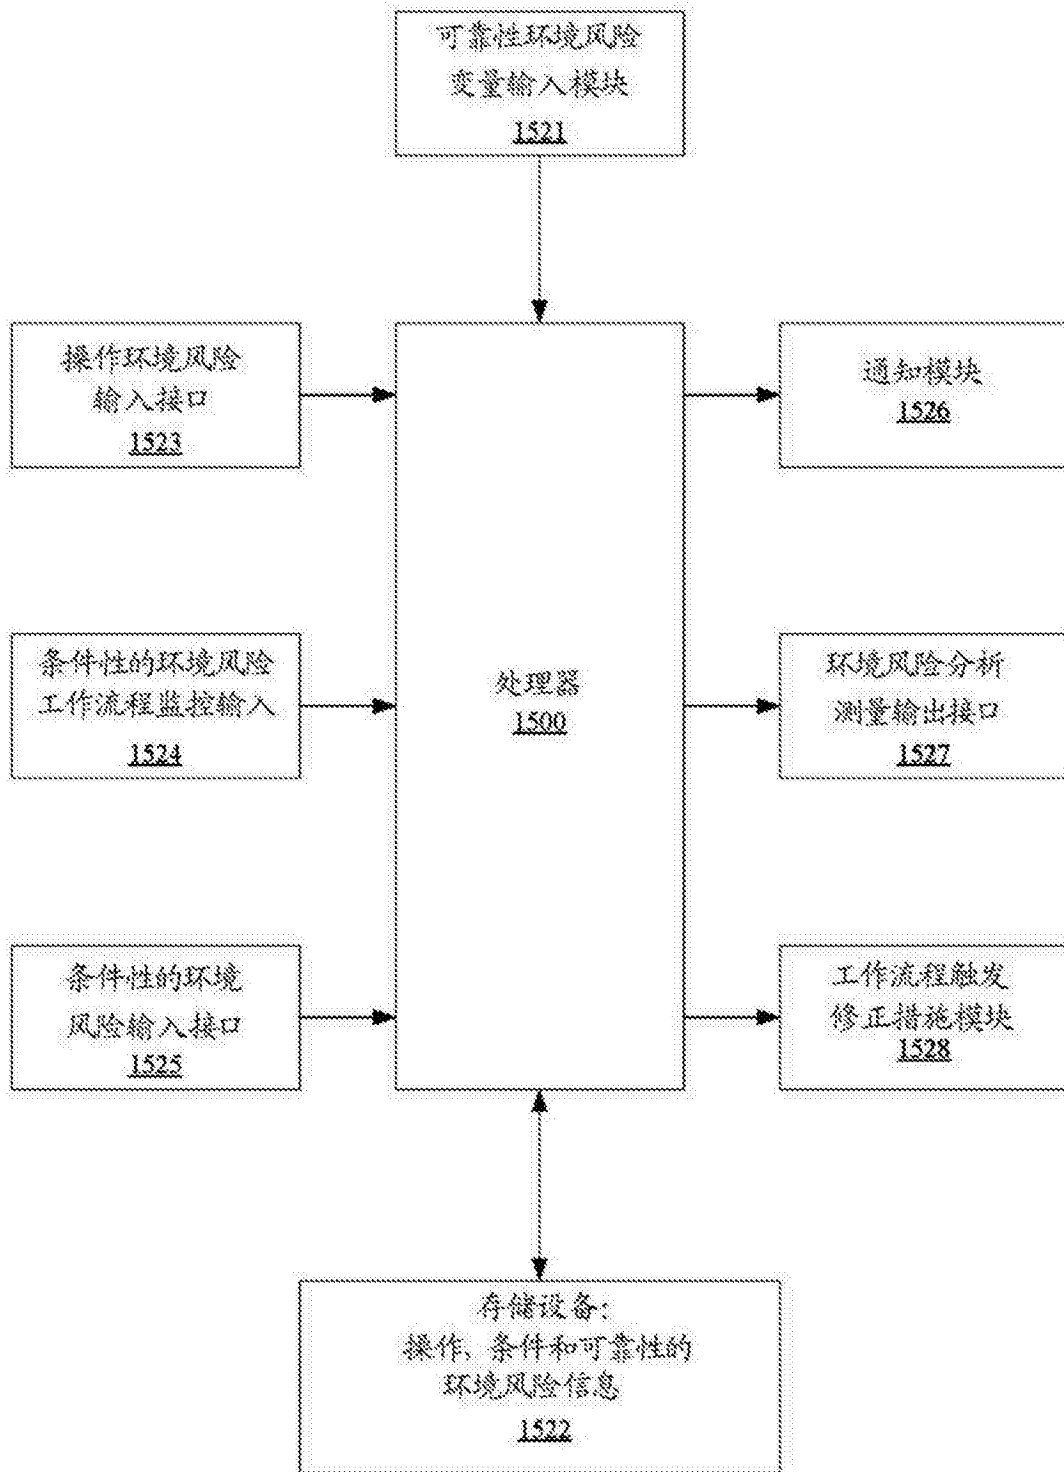 可靠性环境风险
变量输入模块
1521
操作环境风险
输入接口
1523
通知模块
1526
条件性的环境风险
工作流程监控输入
1524
处理器
1500
环境风险分析
测量输出接口
1527
条件性的环境
风险输入接口
1525
工作流程触发
修正措施模块
1528
存储设备:
操作、条件和可靠性的
环境风险信息
1522